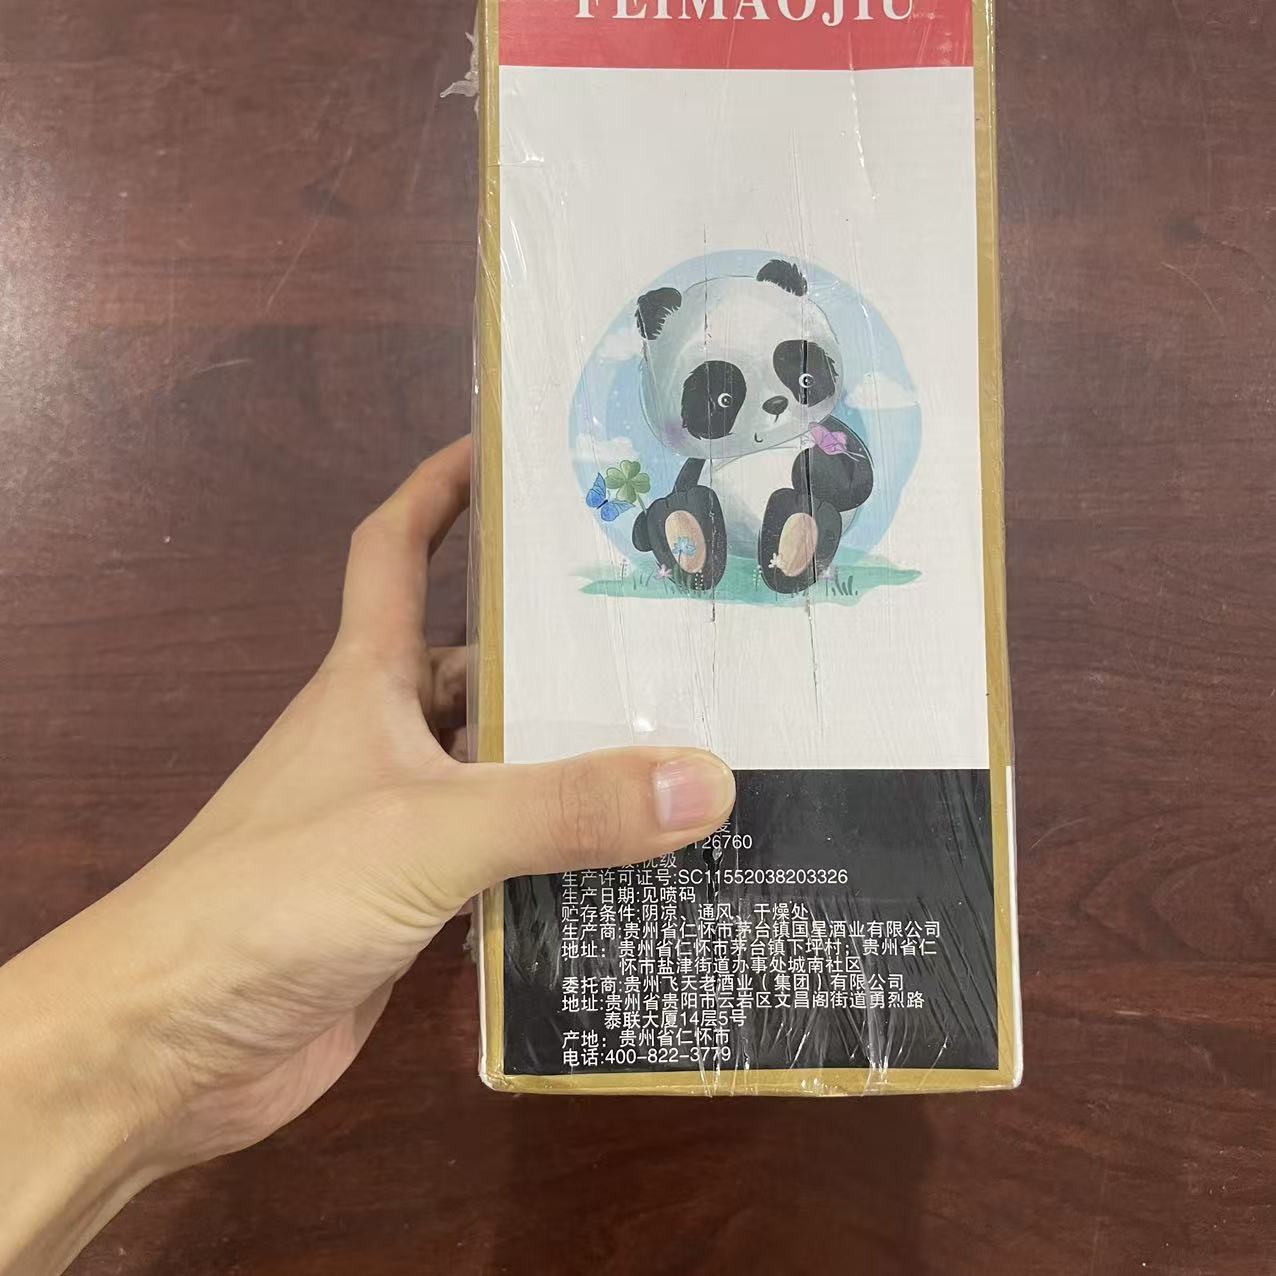 FEIMAOJIU
麦
26760
优级
生产许可证号:SC11552038203326
生产日期:见喷码
贮存条件:阴凉、通风、干燥处
生产商:贵州省仁怀市茅台镇国星酒业有限公司
地址：贵州省仁怀市茅台镇下坪村；贵州省仁
怀市盐津街道办事处城南社区
委托商:贵州飞天老酒业（集团）有限公司
地址:贵州省贵阳市云岩区文昌阁街道勇烈路
泰联大厦14层5号
产地：贵州省仁怀市
电话:400-822-3779